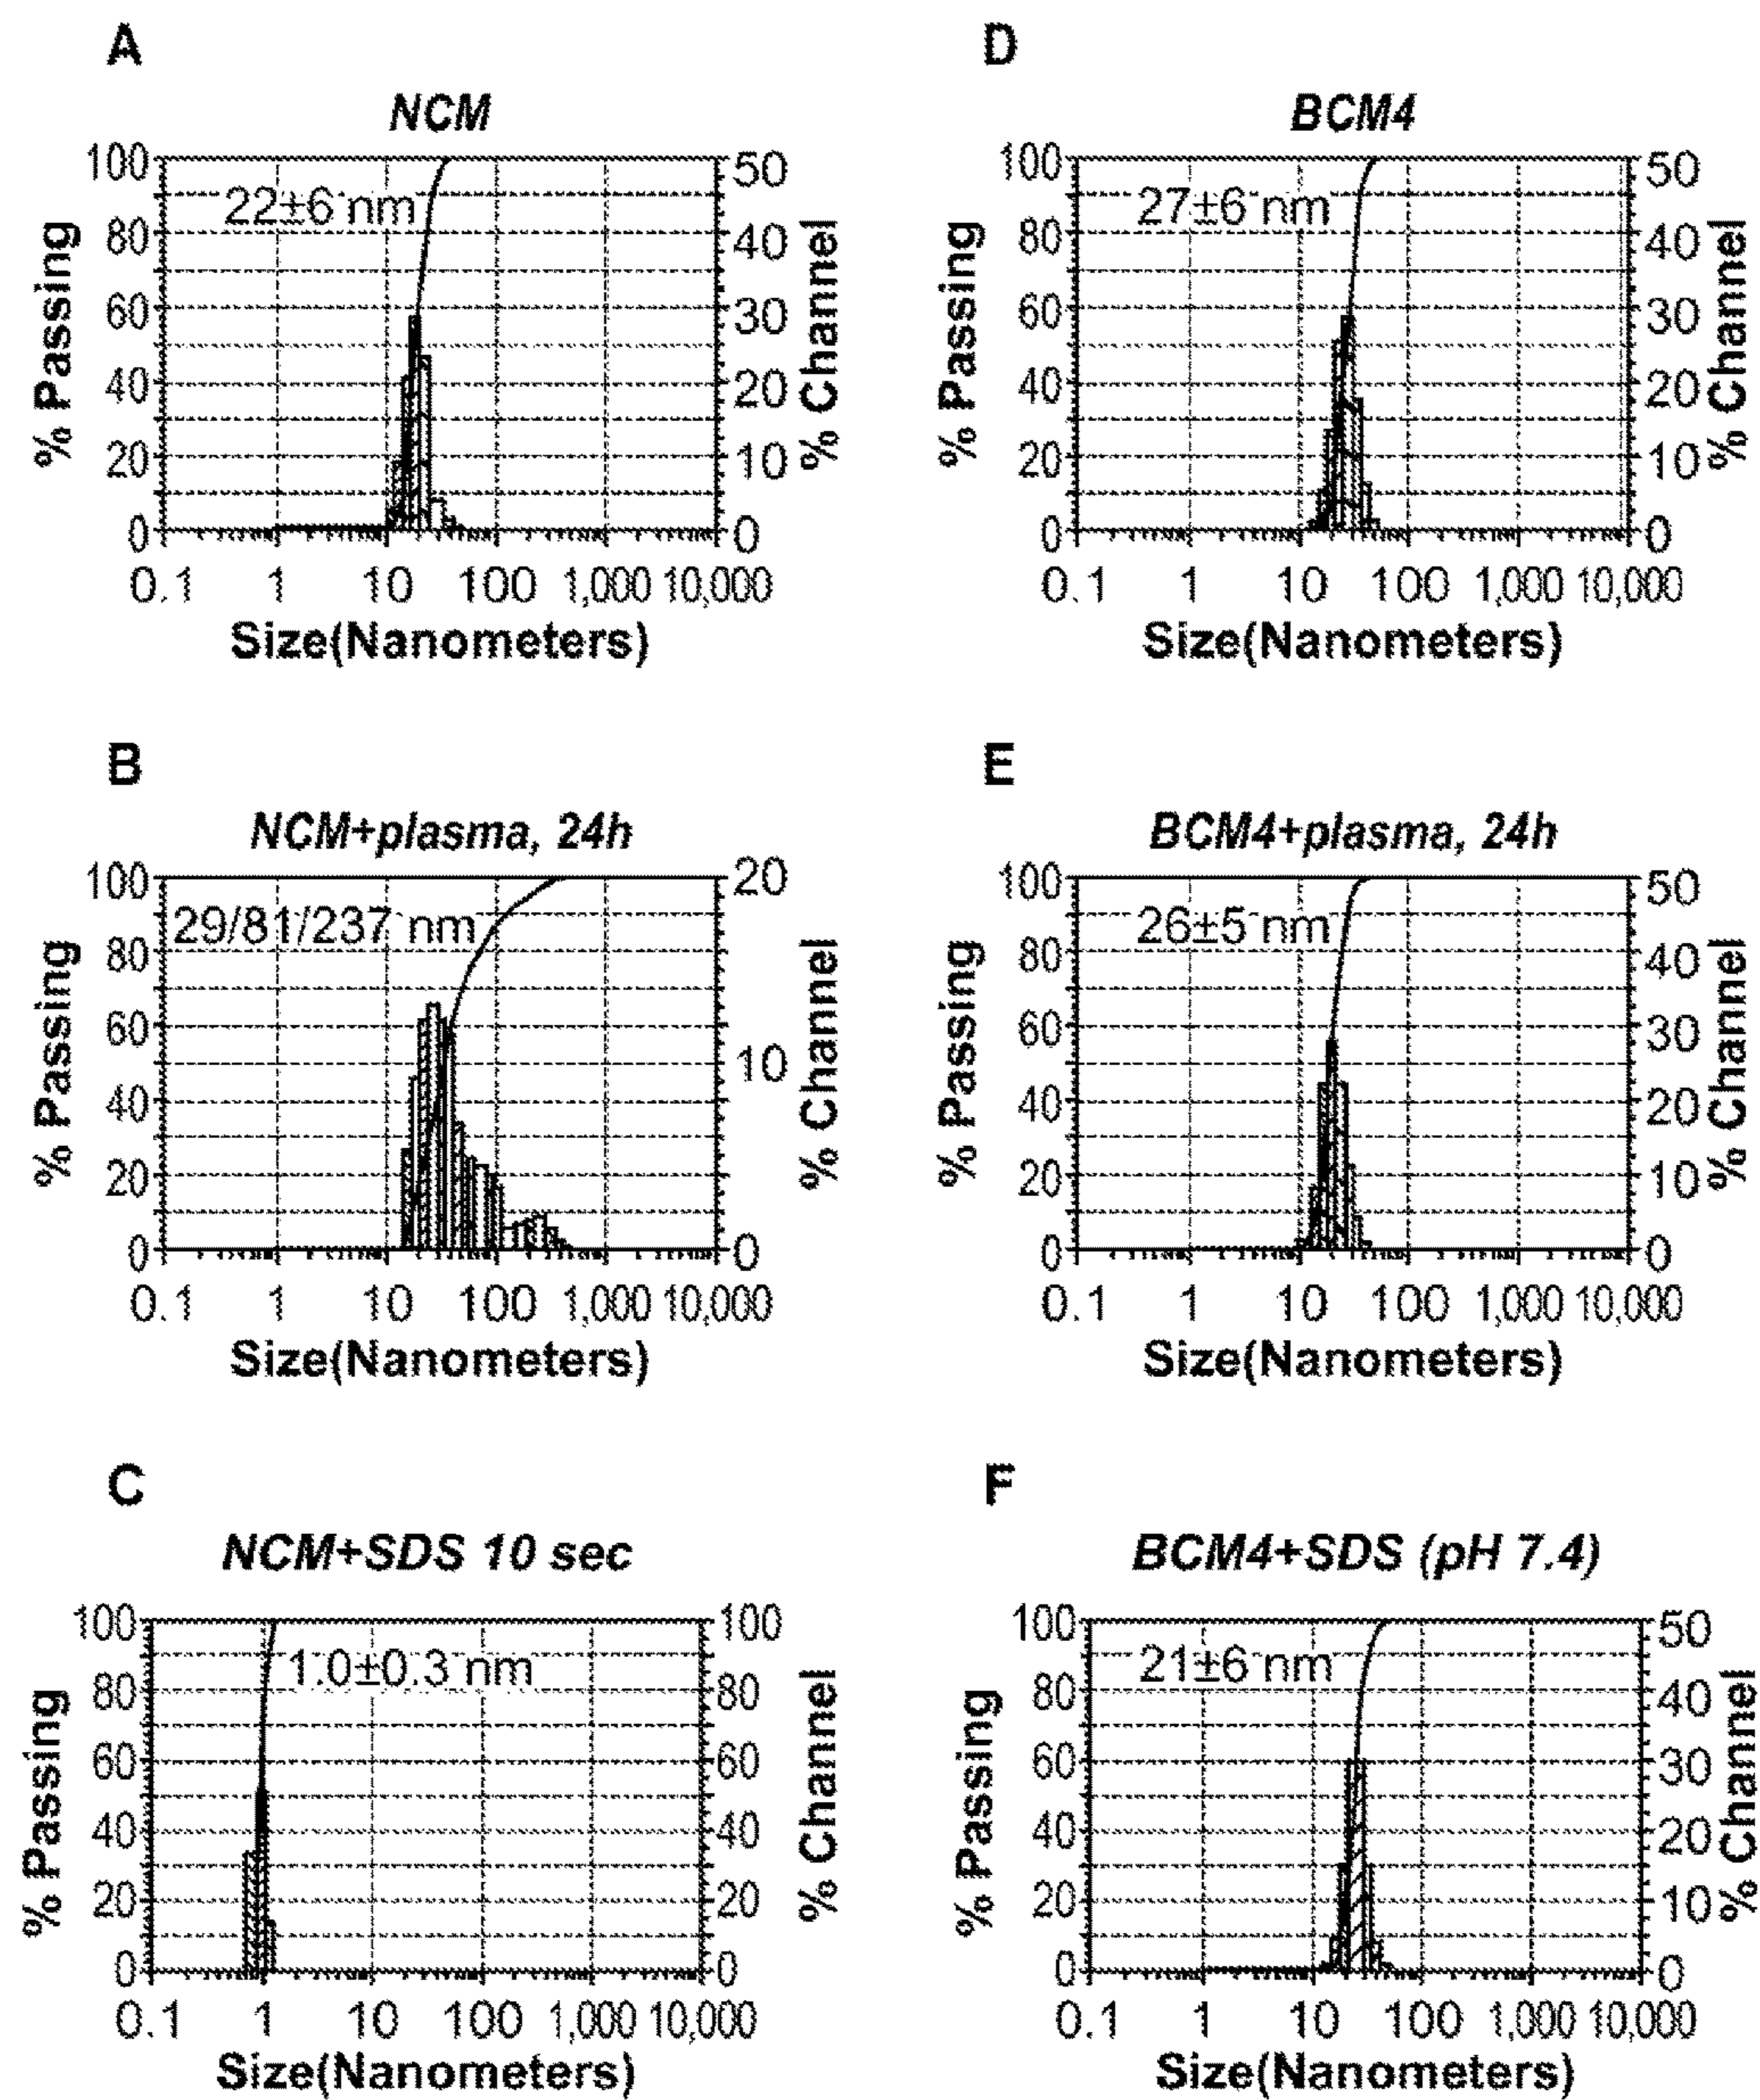 A
NCM
100
80
60
40
20
0
% Passing
22±6 nm
50
40
30
20
10
0
% Channel
0.1 1 10 100 1,000 10,000
Size(Nanometers)
D
BCM4
100
80
60
40
20
0
% Passing
27±6 nm
50
40
30
20
10
0
% Channel
0.1 1 10 100 1,000 10,000
Size(Nanometers)
B
NCM+plasma, 24h
100
80
60
40
20
0
% Passing
29/81/237 nm
20
10
0
% Channel
0.1 1 10 100 1,000 10,000
Size(Nanometers)
E
BCM4+plasma, 24h
100
80
60
40
20
0
% Passing
26±5 nm
50
40
30
20
10
0
% Channel
0.1 1 10 100 1,000 10,000
Size(Nanometers)
C
NCM+SDS 10 sec
100
80
60
40
20
0
% Passing
1.0±0.3 nm
100
80
60
40
20
0
% Channel
0.1 1 10 100 1,000 10,000
Size(Nanometers)
F
BCM4+SDS (pH 7.4)
100
80
60
40
20
0
% Passing
21±6 nm
50
40
30
20
10
0
% Channel
0.1 1 10 100 1,000 10,000
Size(Nanometers)